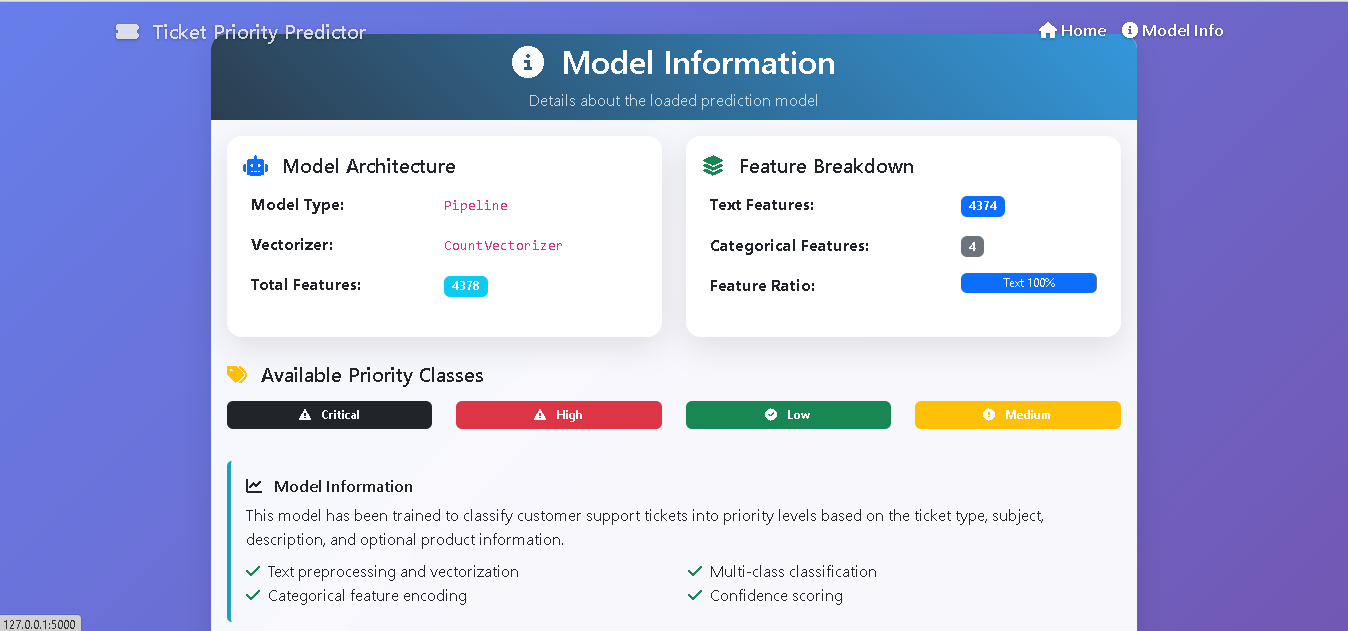 Ticket Priority Predictor
Home Model Info
Model Information
Details about the loaded prediction model
Model Architecture
Model Type: Pipeline
Vectorizer: CountVectorizer
Total Features: 4378
Feature Breakdown
Text Features: 4374
Categorical Features: 4
Feature Ratio: Text 100%
Available Priority Classes
Critical
High
Low
Medium
Model Information
This model has been trained to classify customer support tickets into priority levels based on the ticket type, subject,
description, and optional product information.
Text preprocessing and vectorization
Categorical feature encoding
Multi-class classification
Confidence scoring
127.0.0.1:5000